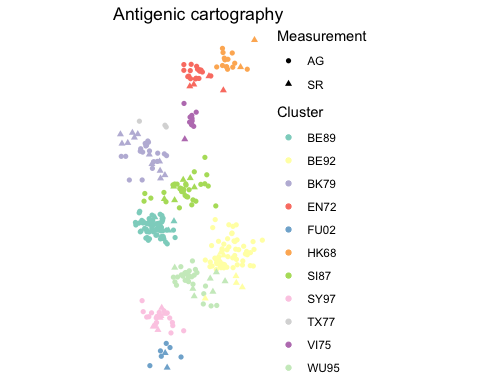 Antigenic cartography
Measurement
AG
SR
Cluster
BE89
BE92
BK79
EN72
FU02
HK68
SI87
SY97
TX77
VI75
WU95